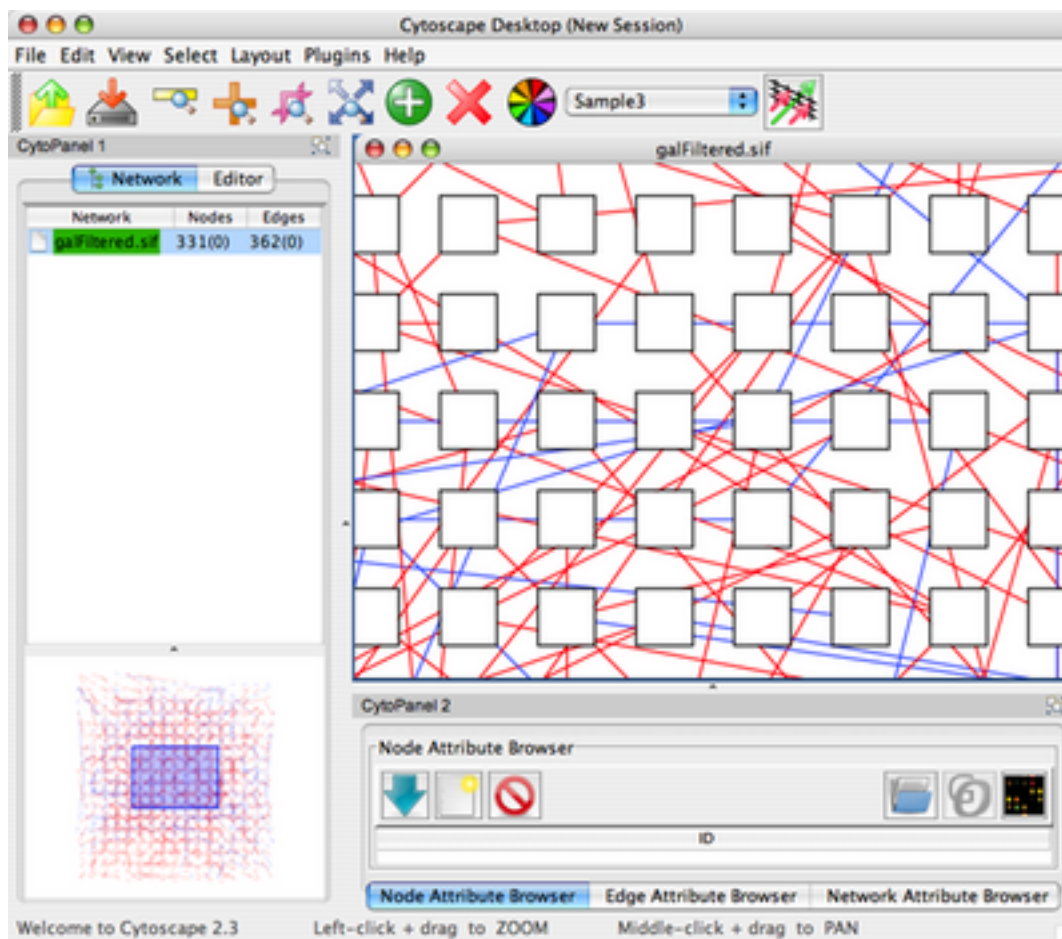 Cytoscape Desktop (New Session)
File Edit View Select Layout Plugins Help
Sample3
CytoPanel 1
galFiltered.sif
Network Editor
Network Nodes Edges
galFiltered.sif 331(0) 362(0)
CytoPanel 2
Node Attribute Browser
ID
Node Attribute Browser Edge Attribute Browser Network Attribute Browser
Welcome to Cytoscape 2.3 Left-click + drag to ZOOM Middle-click + drag to PAN